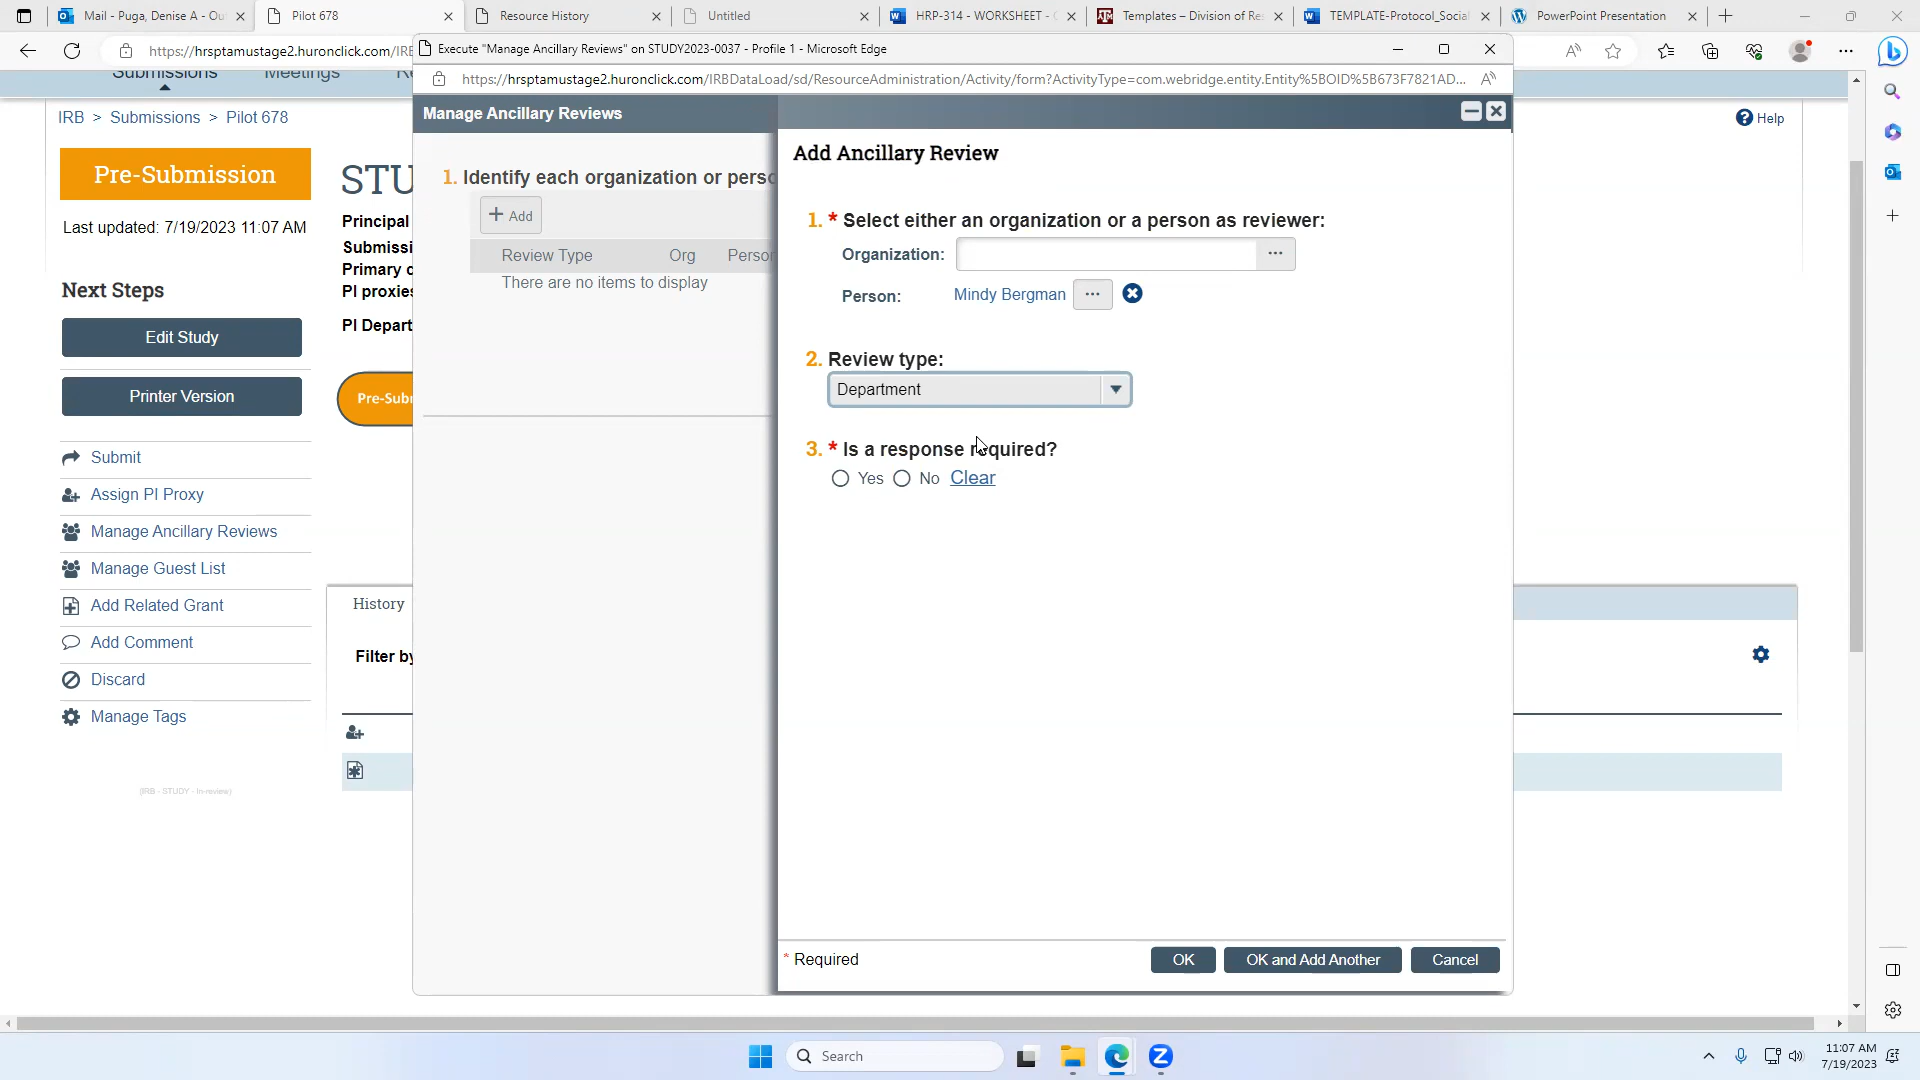 Mail - Puga, Denise A - Ou
Pilot 678
Resource History
Untitled
HRP-314 - WORKSHEET -
Templates – Division of Re
TEMPLATE-Protocol_Social
PowerPoint Presentation
https://hrsptamustage2.huronclick.com/IRB
Execute "Manage Ancillary Reviews" on STUDY2023-0037 - Profile 1 - Microsoft Edge
https://hrsptamustage2.huronclick.com/IRBDataLoad/sd/ResourceAdministration/Activity/form?ActivityType=com.webridge.entity.Entity%5BOID%5B673F7821AD...
Submissions
Meetings
Re
IRB > Submissions > Pilot 678
Help
Pre-Submission
Last updated: 7/19/2023 11:07 AM
Next Steps
Edit Study
Printer Version
Submit
Assign PI Proxy
Manage Ancillary Reviews
Manage Guest List
Add Related Grant
Add Comment
Discard
Manage Tags
(IRB - STUDY - In-review)
STU
Principal
Submissi
Primary c
PI proxies
PI Depart
Pre-Subr
History
Filter by
Manage Ancillary Reviews
1. Identify each organization or perso
+ Add
Review Type Org Person
There are no items to display
Add Ancillary Review
1. * Select either an organization or a person as reviewer:
Organization: ...
Person: Mindy Bergman ...
2. Review type:
Department
3. * Is a response required?
Yes No Clear
* Required
OK
OK and Add Another
Cancel
Search
11:07 AM
7/19/2023